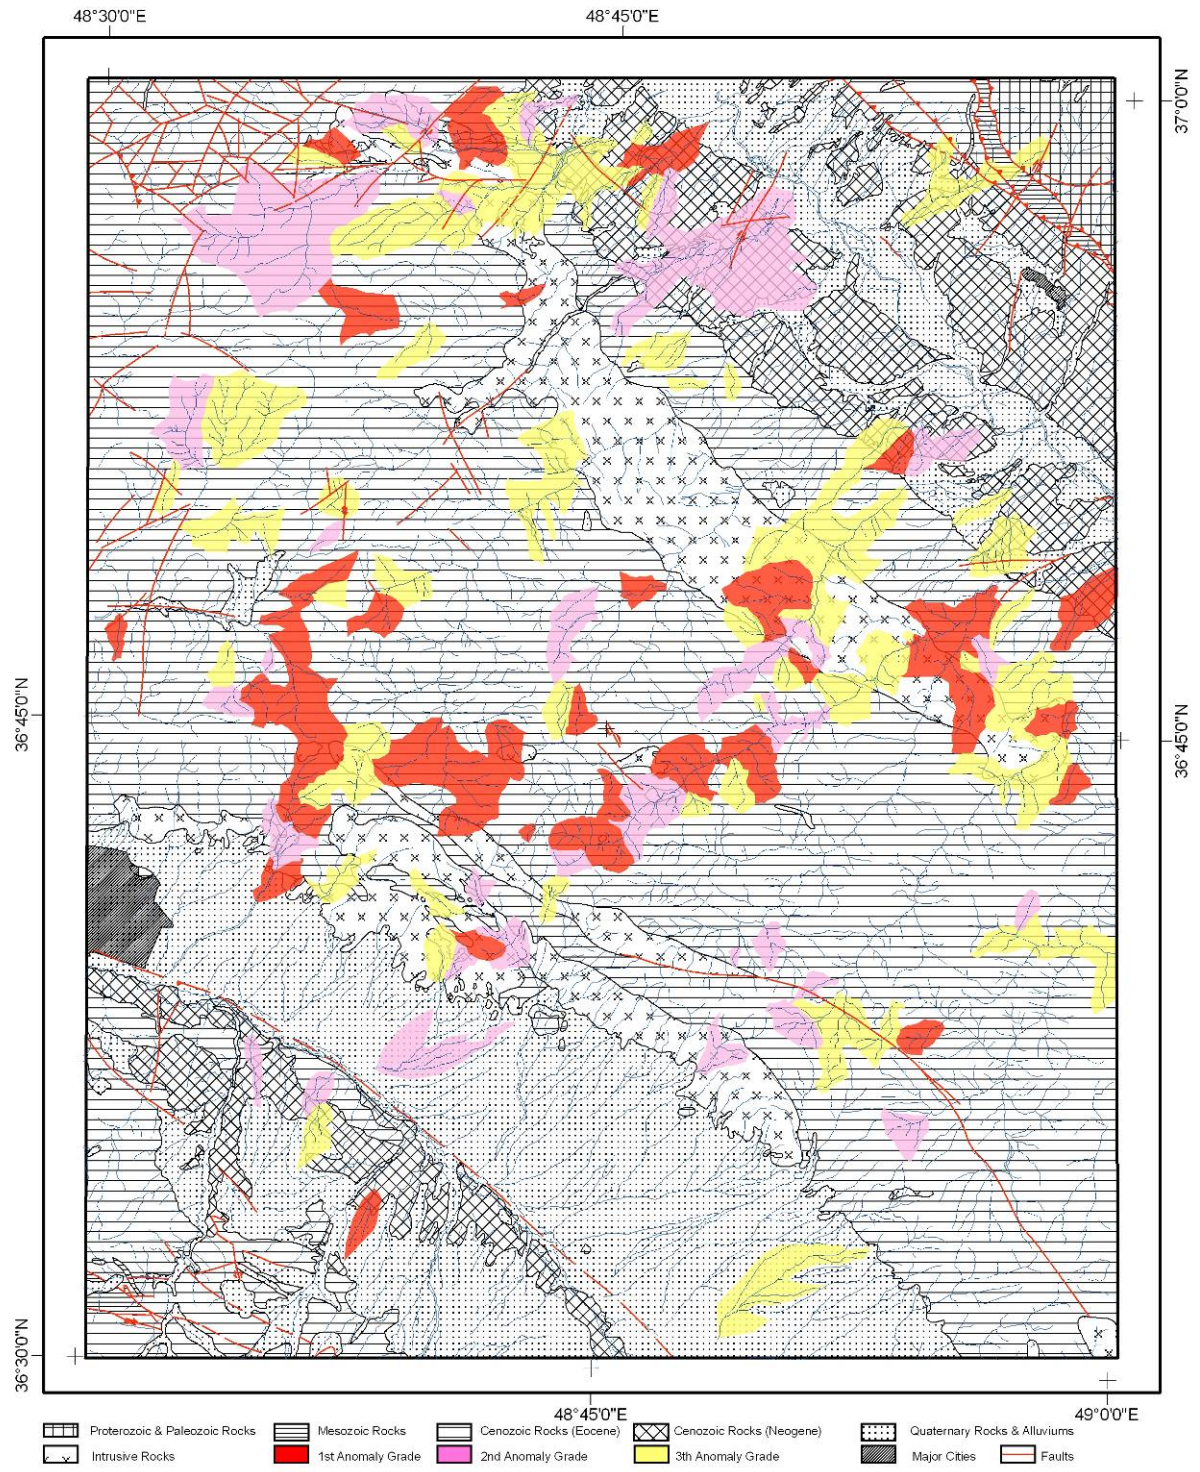 48°30'0"E 48°45'0"E
37°0'0"N
36°45'0"N 36°45'0"N
36°30'0"N
48°45'0"E 49°0'0"E
Proterozoic & Paleozoic Rocks Mesozoic Rocks Cenozoic Rocks (Eocene) Cenozoic Rocks (Neogene) Quaternary Rocks & Alluviums
Intrusive Rocks 1st Anomaly Grade 2nd Anomaly Grade 3th Anomaly Grade Major Cities Faults